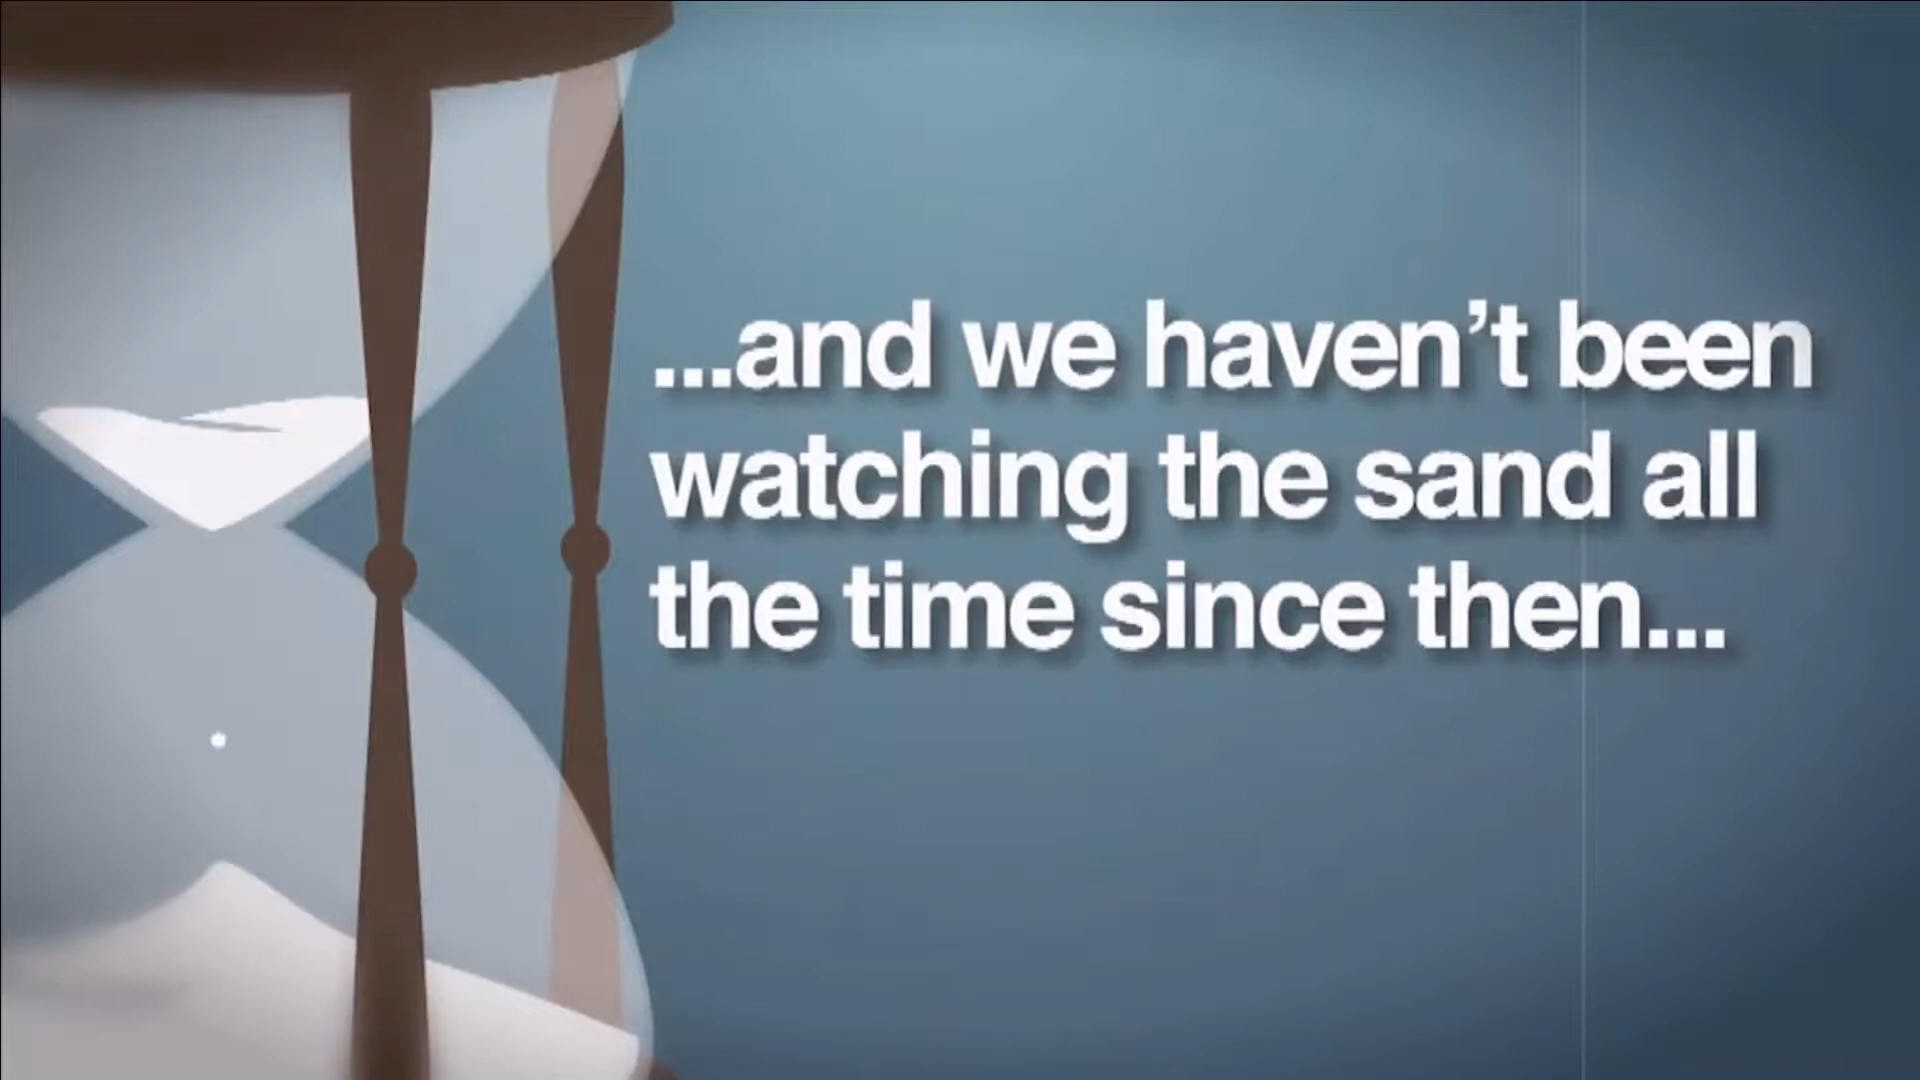 ...and we haven’t been
watching the sand all
the time since then...